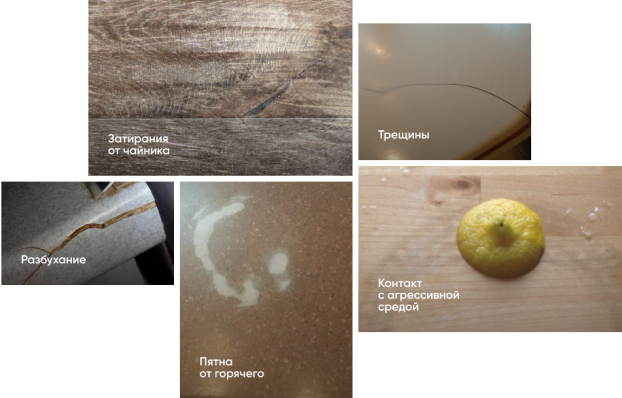 Затирания
от чайника
Трещины
Разбухание
Пятна
от горячего
Контакт
с агрессивной
средой